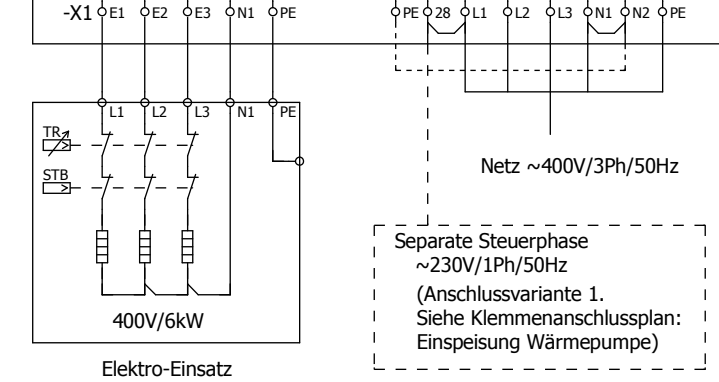 -X1 E1 E2 E3 N1 PE PE 28 L1 L2 L3 N1 N2 PE
L1 L2 L3 N1 PE
TR
STB
400V/6kW
Elektro-Einsatz
Netz ~400V/3Ph/50Hz
Separate Steuerphase
~230V/1Ph/50Hz
(Anschlussvariante 1.
Siehe Klemmenanschlussplan:
Einspeisung Wärmepumpe)